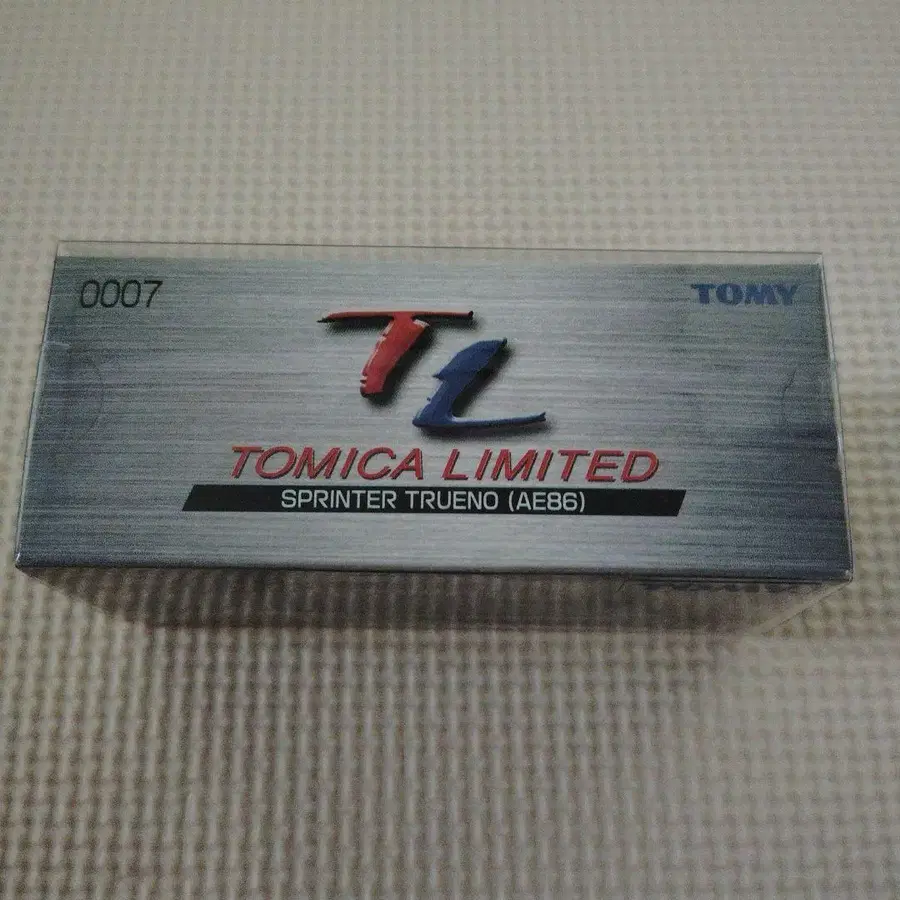 0007
TOMY
TL
TOMICA LIMITED
SPRINTER TRUENO (AE86)